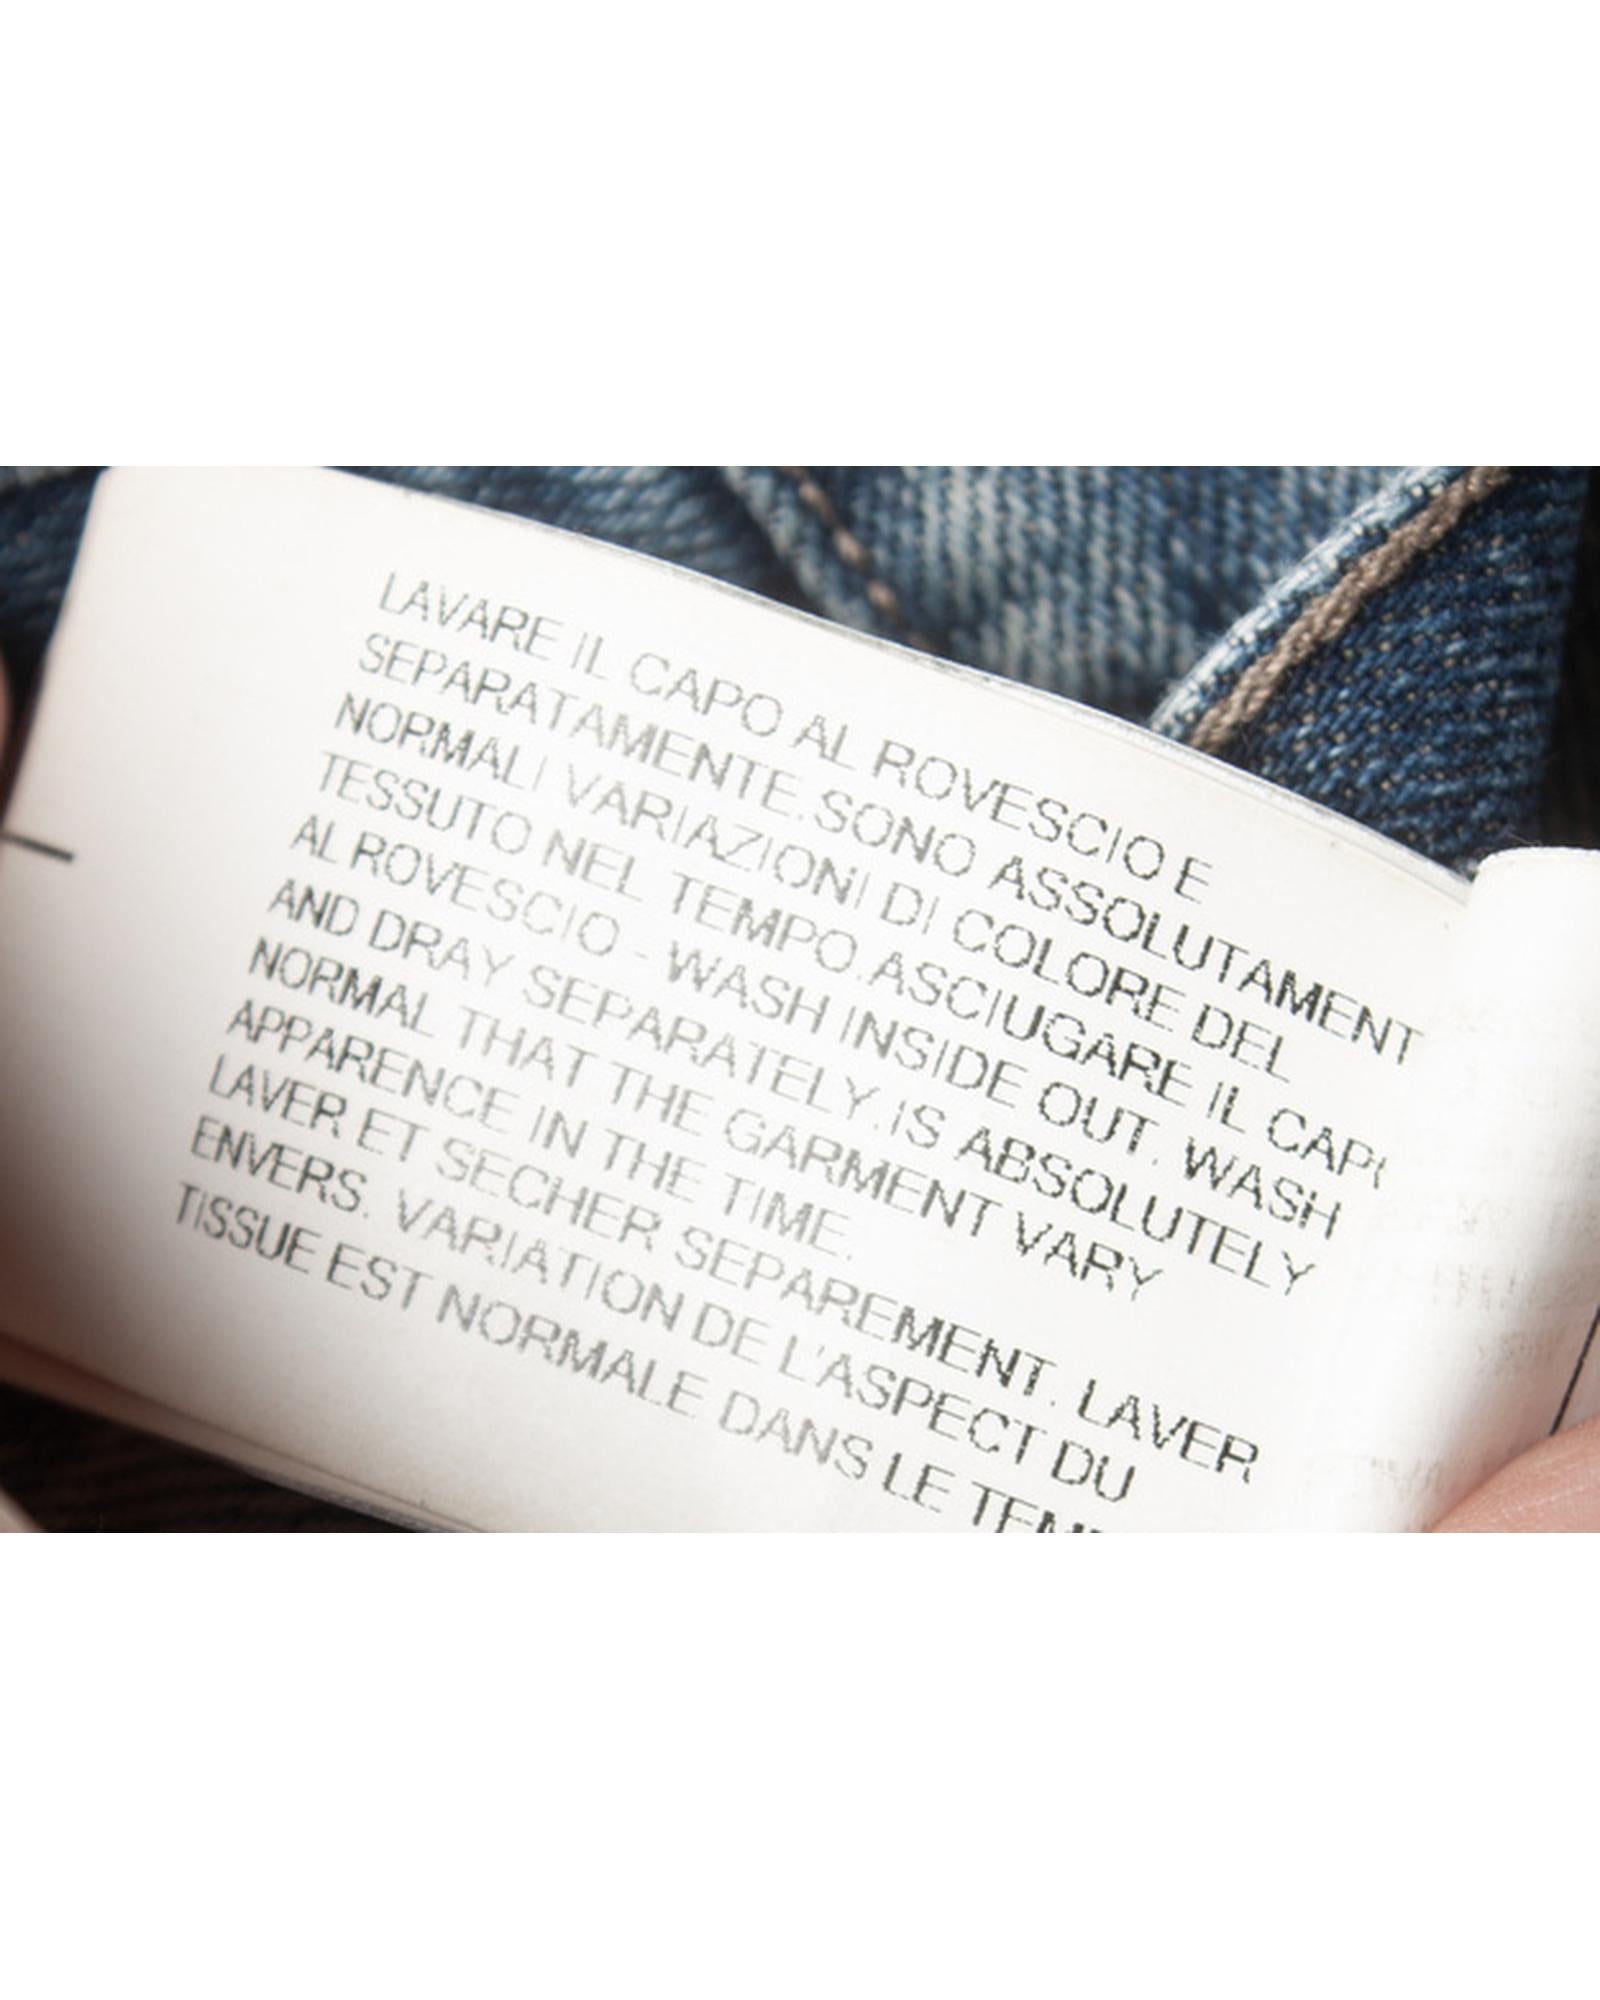 LAVARE IL CAPO AL ROVESCIO E
SEPARATAMENTE.SONO ASSOLUTAMENT
NORMALI VARIAZIONI DI COLORE DEL
TESSUTO NEL TEMPO.ASCIUGARE IL CAP
AL ROVESCIO - WASH INSIDE OUT. WASH
AND DRAY SEPARATELY.IS ABSOLUTELY
NORMAL THAT THE GARMENT VARY
APPARENCE IN THE TIME.
LAVER ET SECHER SEPAREMENT. LAVER
ENVERS. VARIATION DE L'ASPECT DU
TISSUE EST NORMALE DANS LE